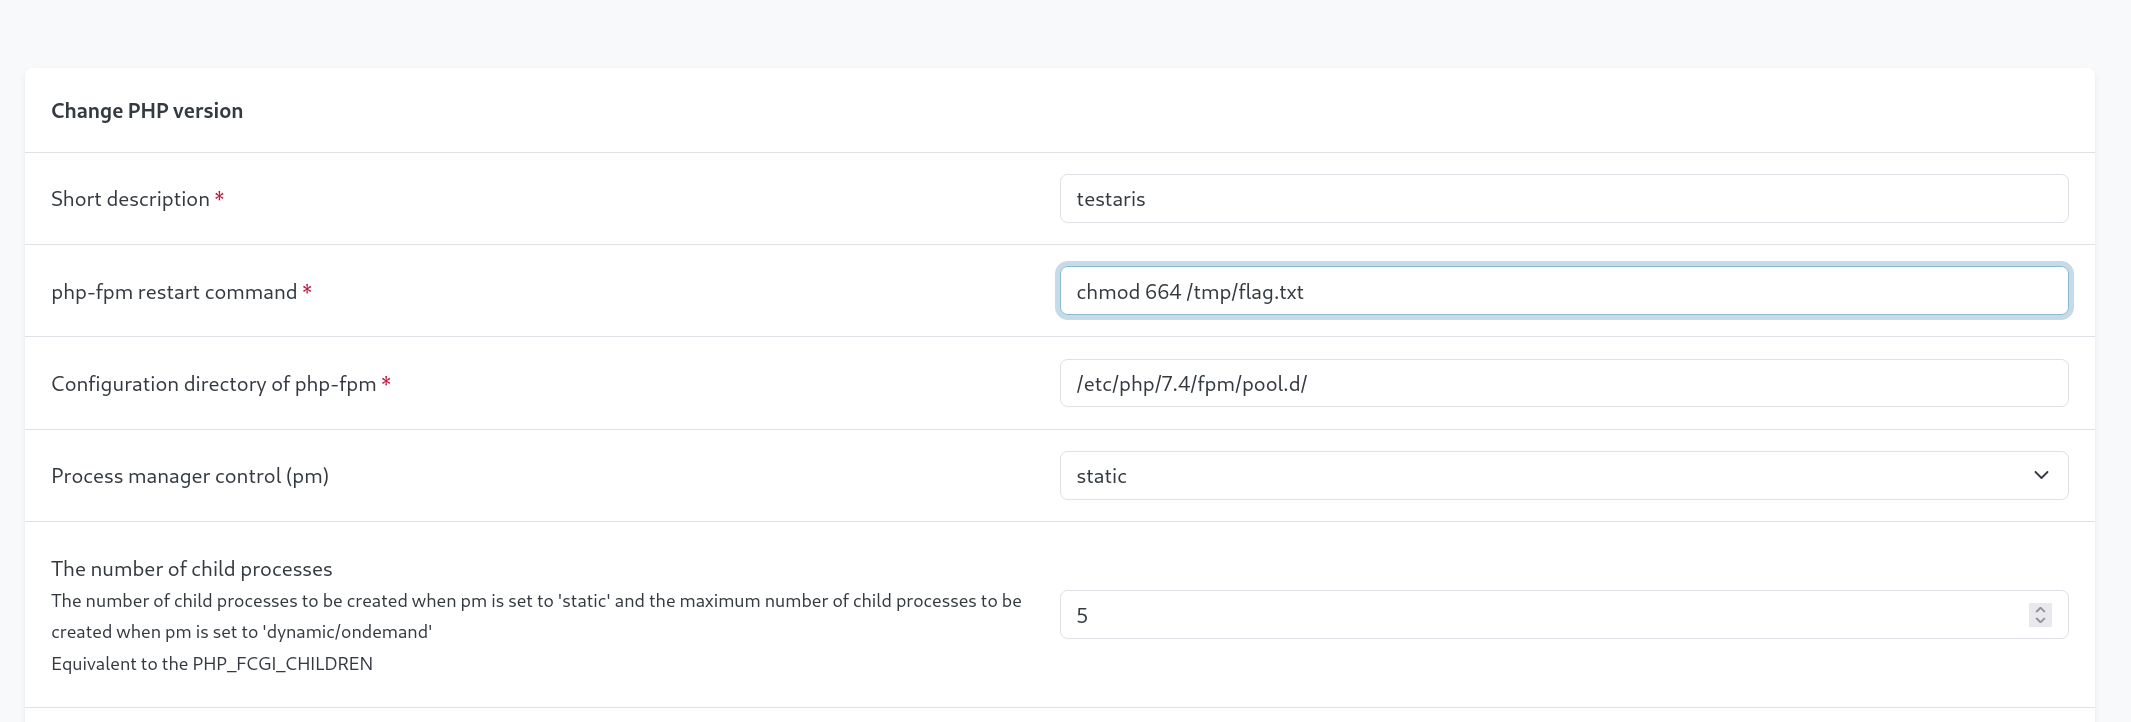 Change PHP version
Short description *
testaris
php-fpm restart command *
chmod 664 /tmp/flag.txt
Configuration directory of php-fpm *
/etc/php/7.4/fpm/pool.d/
Process manager control (pm)
static
The number of child processes
The number of child processes to be created when pm is set to 'static' and the maximum number of child processes to be
created when pm is set to 'dynamic/ondemand'
Equivalent to the PHP_FCGI_CHILDREN
5